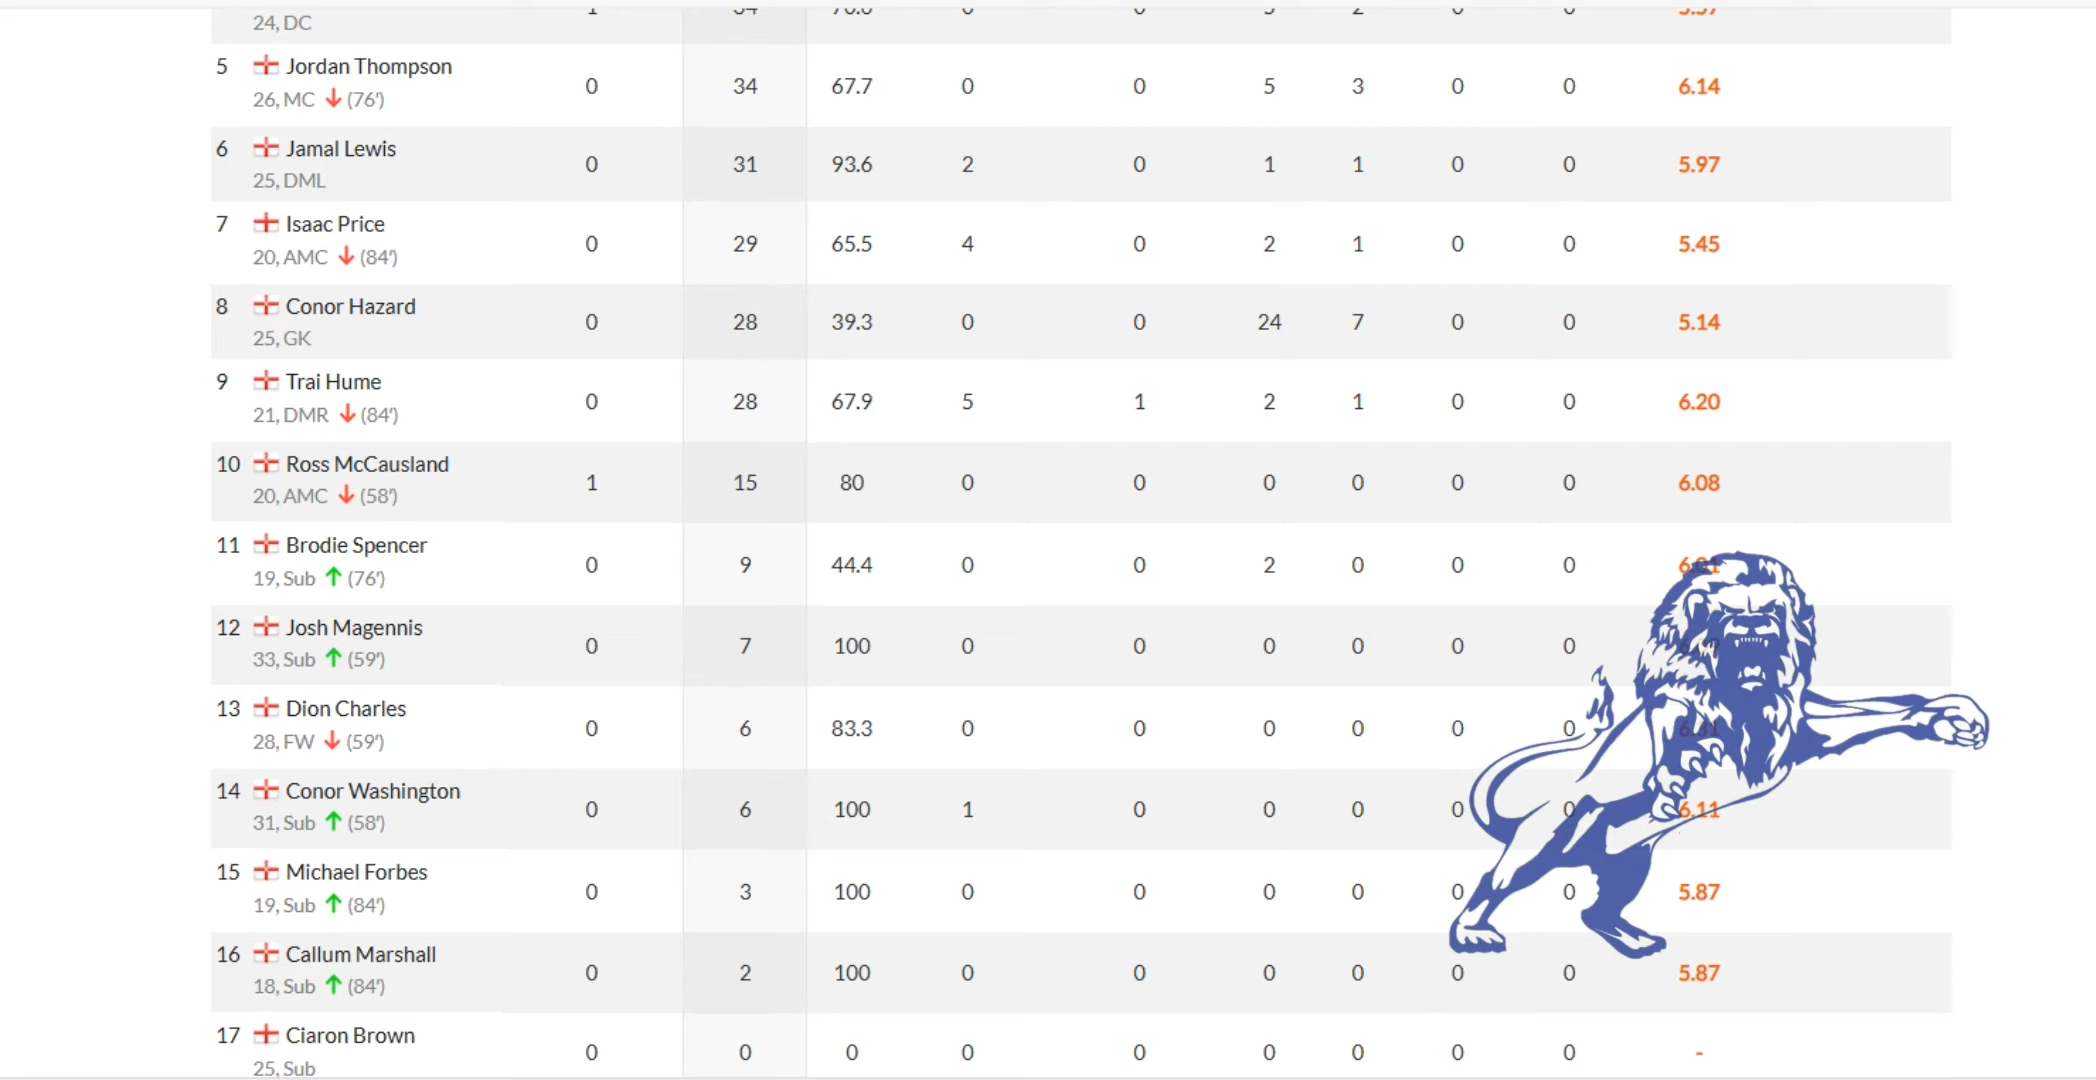 24, DC
5 Jordan Thompson
26, MC (76') 0 34 67.7 0 0 5 3 0 0 6.14
6 Jamal Lewis
25, DML 0 31 93.6 2 0 1 1 0 0 5.97
7 Isaac Price
20, AMC (84') 0 29 65.5 4 0 2 1 0 0 5.45
8 Conor Hazard
25, GK 0 28 39.3 0 0 24 7 0 0 5.14
9 Trai Hume
21, DMR (84') 0 28 67.9 5 1 2 1 0 0 6.20
10 Ross McCausland
20, AMC (58') 1 15 80 0 0 0 0 0 0 6.08
11 Brodie Spencer
19, Sub (76') 0 9 44.4 0 0 2 0 0 0
12 Josh Magennis
33, Sub (59') 0 7 100 0 0 0 0 0 0
13 Dion Charles
28, FW (59') 0 6 83.3 0 0 0 0 0 0
14 Conor Washington
31, Sub (58') 0 6 100 1 0 0 0 0 0 6.11
15 Michael Forbes
19, Sub (84') 0 3 100 0 0 0 0 0 0 5.87
16 Callum Marshall
18, Sub (84') 0 2 100 0 0 0 0 0 0 5.87
17 Ciaron Brown
25, Sub 0 0 0 0 0 0 0 0 0 -